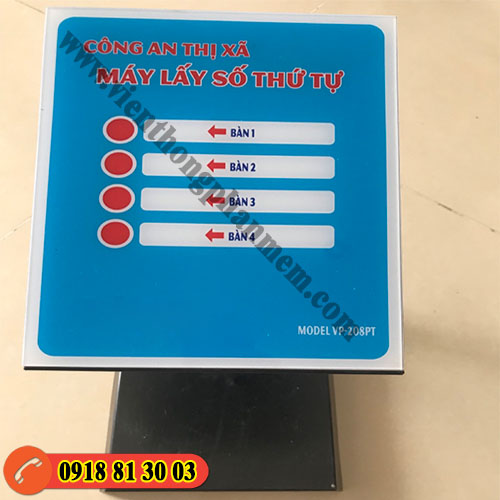 CÔNG AN THỊ XÃ
MÁY LẤY SỐ THỨ TỰ
BÀN 1
BÀN 2
BÀN 3
BÀN 4
MODEL VP-208PT
www.vienthongphanmem.com
0918 81 30 03